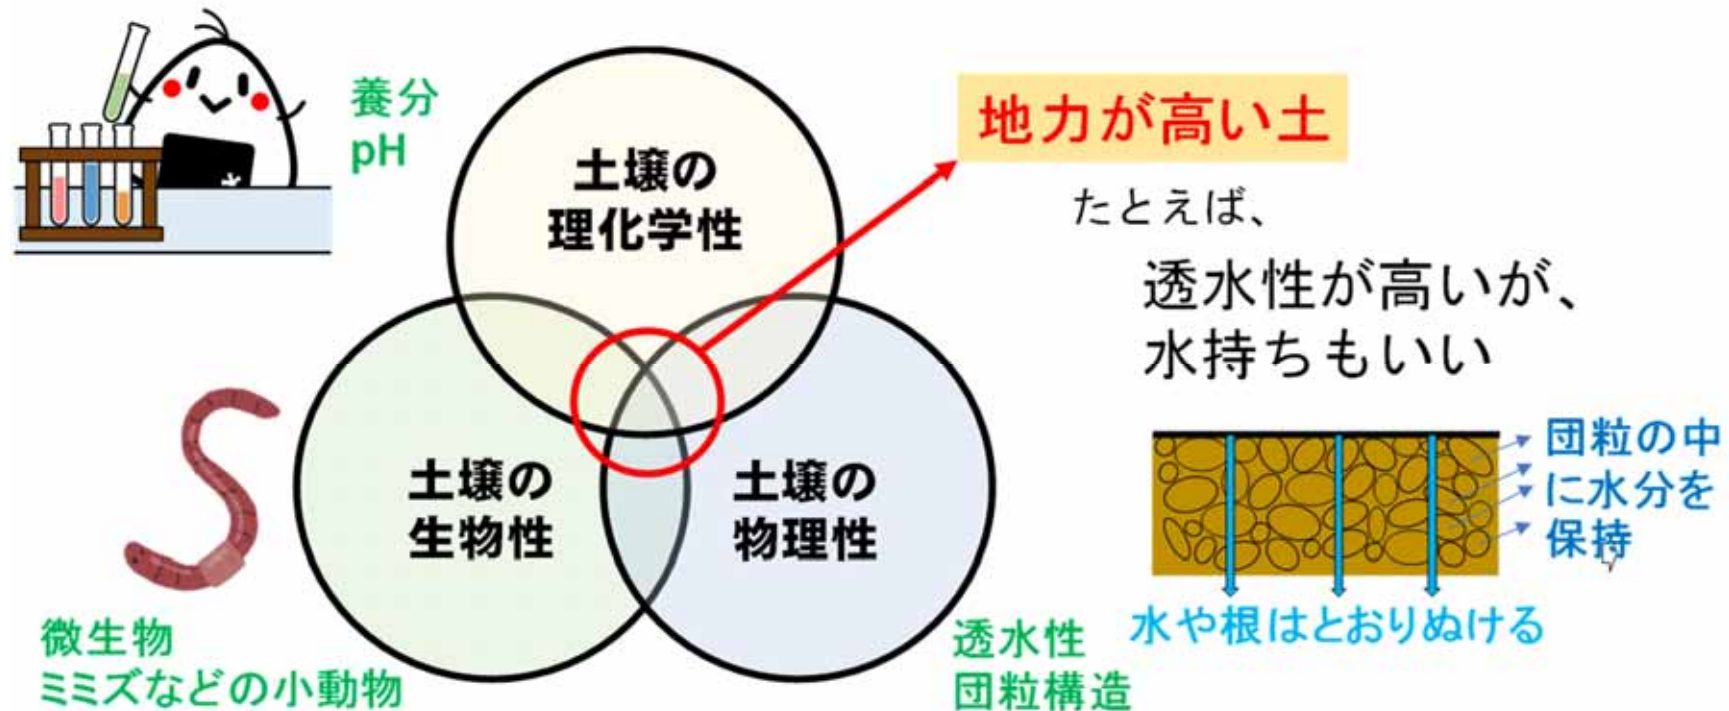 養分
pH
土壌の
理化学性
地力が高い土
たとえば、
透水性が高いが、
水持ちもいい
土壌の
生物性
土壌の
物理性
団粒の中
に水分を
保持
水や根はとおりぬける
微生物
ミミズなどの小動物
透水性
団粒構造